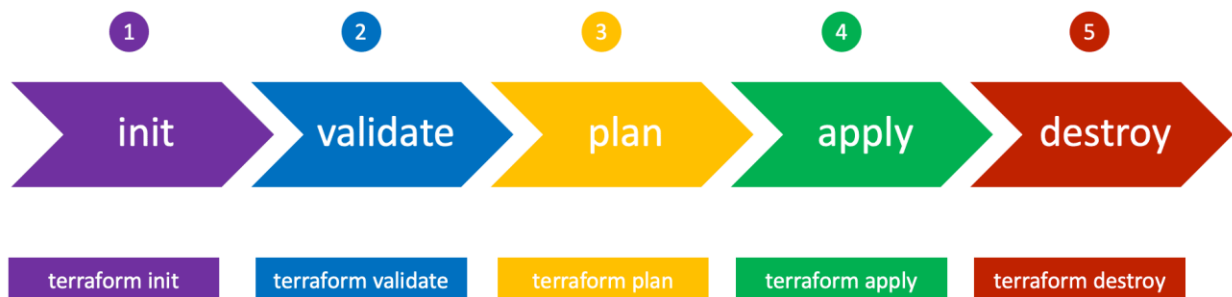 1 2 3 4 5
init validate plan apply destroy
terraform init terraform validate terraform plan terraform apply terraform destroy